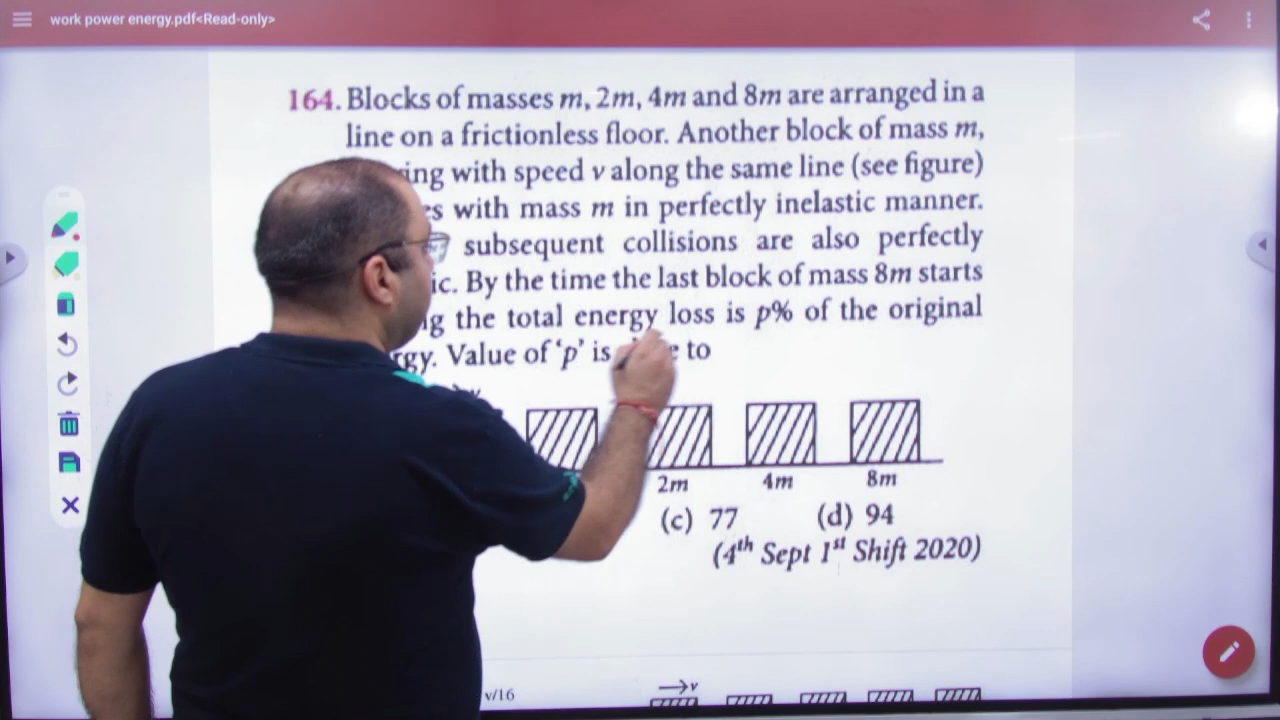 work power energy.pdf<Read-only>
164. Blocks of masses m, 2m, 4m and 8m are arranged in a
line on a frictionless floor. Another block of mass m,
ing with speed v along the same line (see figure)
es with mass m in perfectly inelastic manner.
subsequent collisions are also perfectly
ic. By the time the last block of mass 8m starts
g the total energy loss is p% of the original
rgy. Value of 'p' is to
v
2m 4m 8m
(c) 77 (d) 94
(4th Sept 1st Shift 2020)
v/16
v